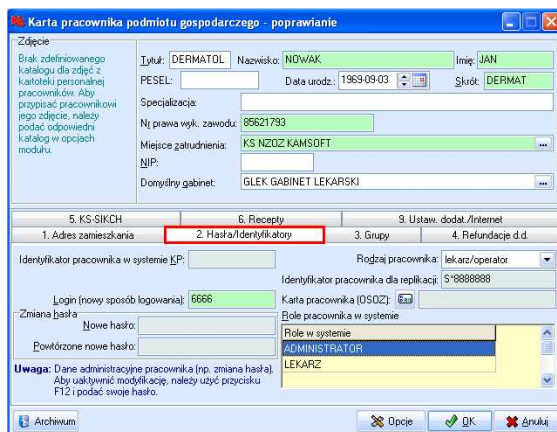 Karta pracownika podmiotu gospodarczego - poprawianie
Zdjęcie
Brak zdefiniowanego
katalogu dla zdjęć z
kartoteki personalnej
pracowników. Aby
przypisać pracownikowi
jego zdjęcie, należy
podać odpowiedni
katalog w opcjach
modułu.
Tytuł: DERMATOL Nazwisko: NOWAK Imię: JAN
PESEL: Data urodz.: 1969-09-03 Skrót: DERMAT
Specjalizacja:
Nr prawa wyk. zawodu: 85621793
Miejsce zatrudnienia: KS NZOZ KAMSOFT ...
NIP:
Domyślny gabinet: GLEK GABINET LEKARSKI ...
5. KS-SIKCH 6. Recepty 9. Ustaw. dodat./Internet
1. Adres zamieszkania 2. Hasła/Identyfikatory 3. Grupy 4. Refundacje d.d.
Identyfikator pracownika w systemie KP: Rodzaj pracownika: lekarz/operator
Identyfikator pracownika dla replikacji: S*8888888
Login (nowy sposób logowania): 6666 Karta pracownika (OSOZ):
Zmiana hasła Role pracownika w systemie
Nowe hasło: Role w systemie
Powtórzone nowe hasło: ADMINISTRATOR
LEKARZ
Uwaga: Dane administracyjne pracownika (np. zmiana hasła).
Aby uaktywnić modyfikację, należy użyć przycisku
F12 i podać swoje hasło.
Archiwum Opcje OK Anuluj